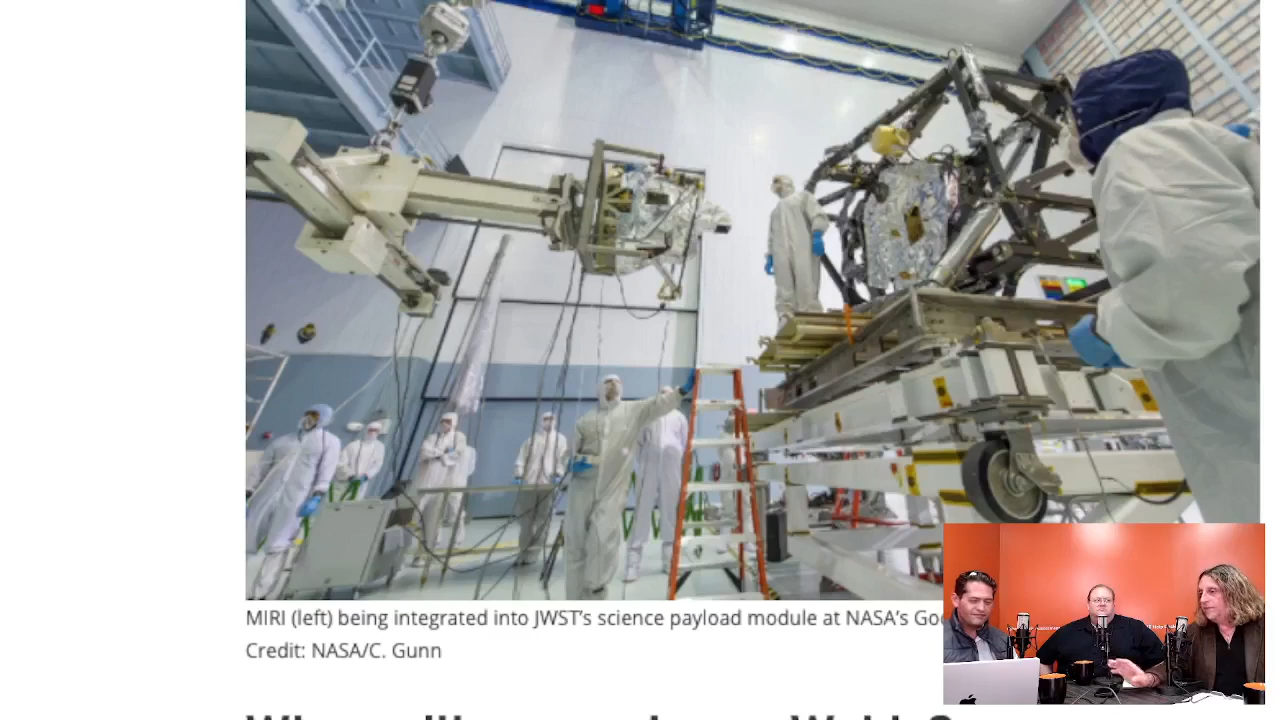 MIRI (left) being integrated into JWST's science payload module at NASA's Go
Credit: NASA/C. Gunn